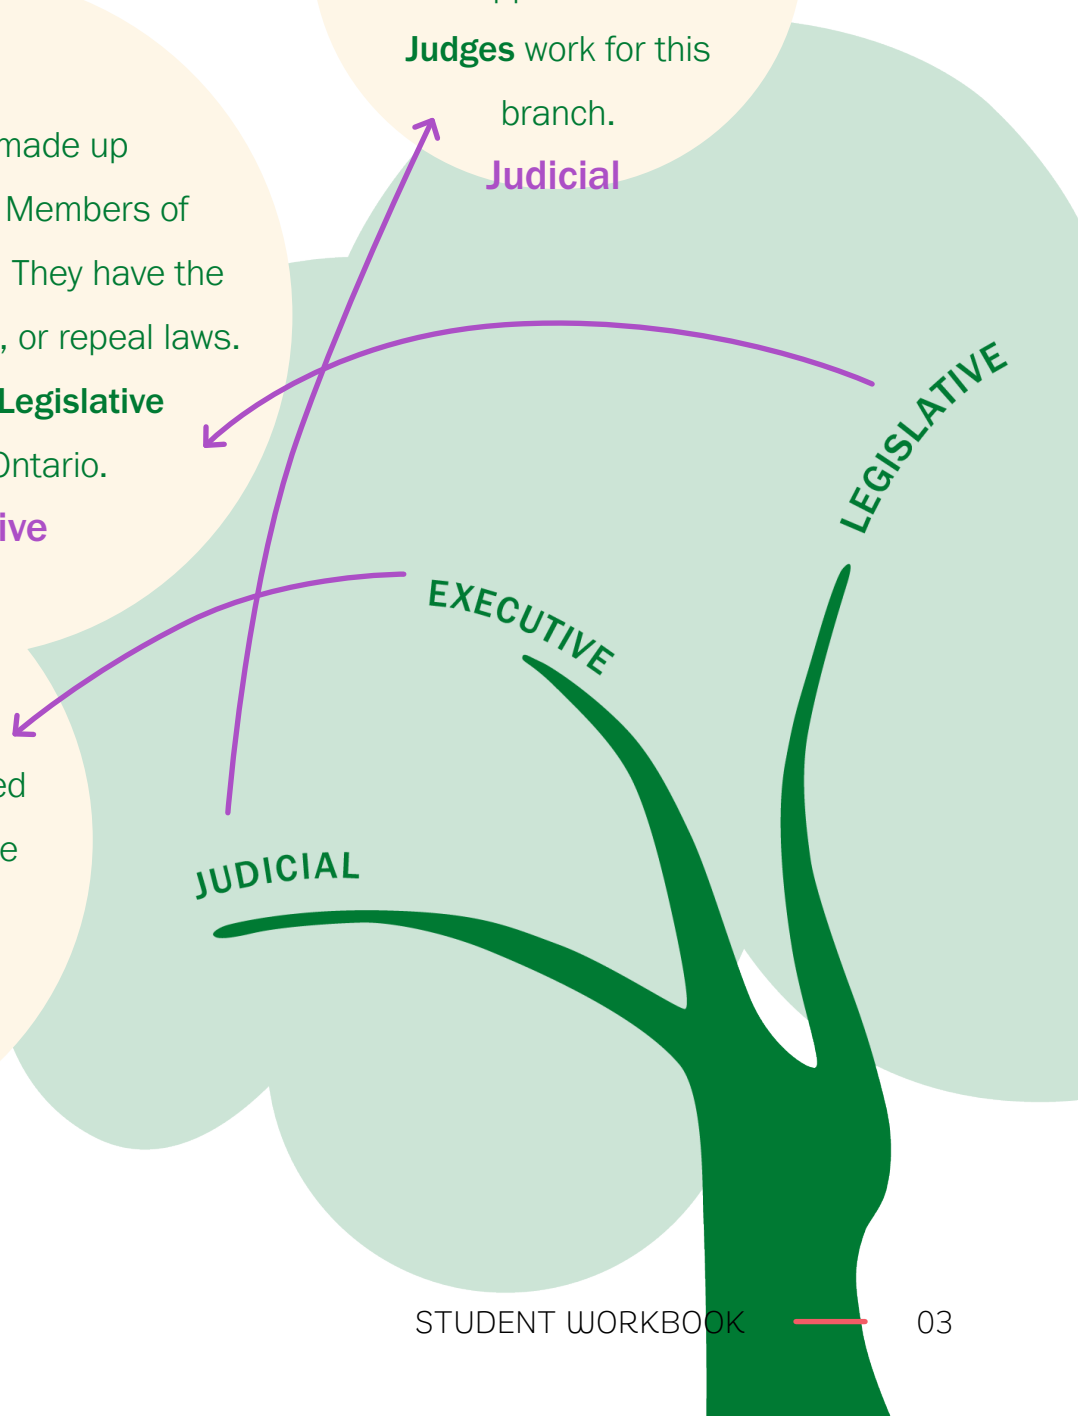 Judges work for this
branch.
Judicial
made up
Members of
They have the
, or repeal laws.
Legislative
Ontario.
ive
ed
e
LEGISLATIVE
EXECUTIVE
JUDICIAL
STUDENT WORKBOOK 03